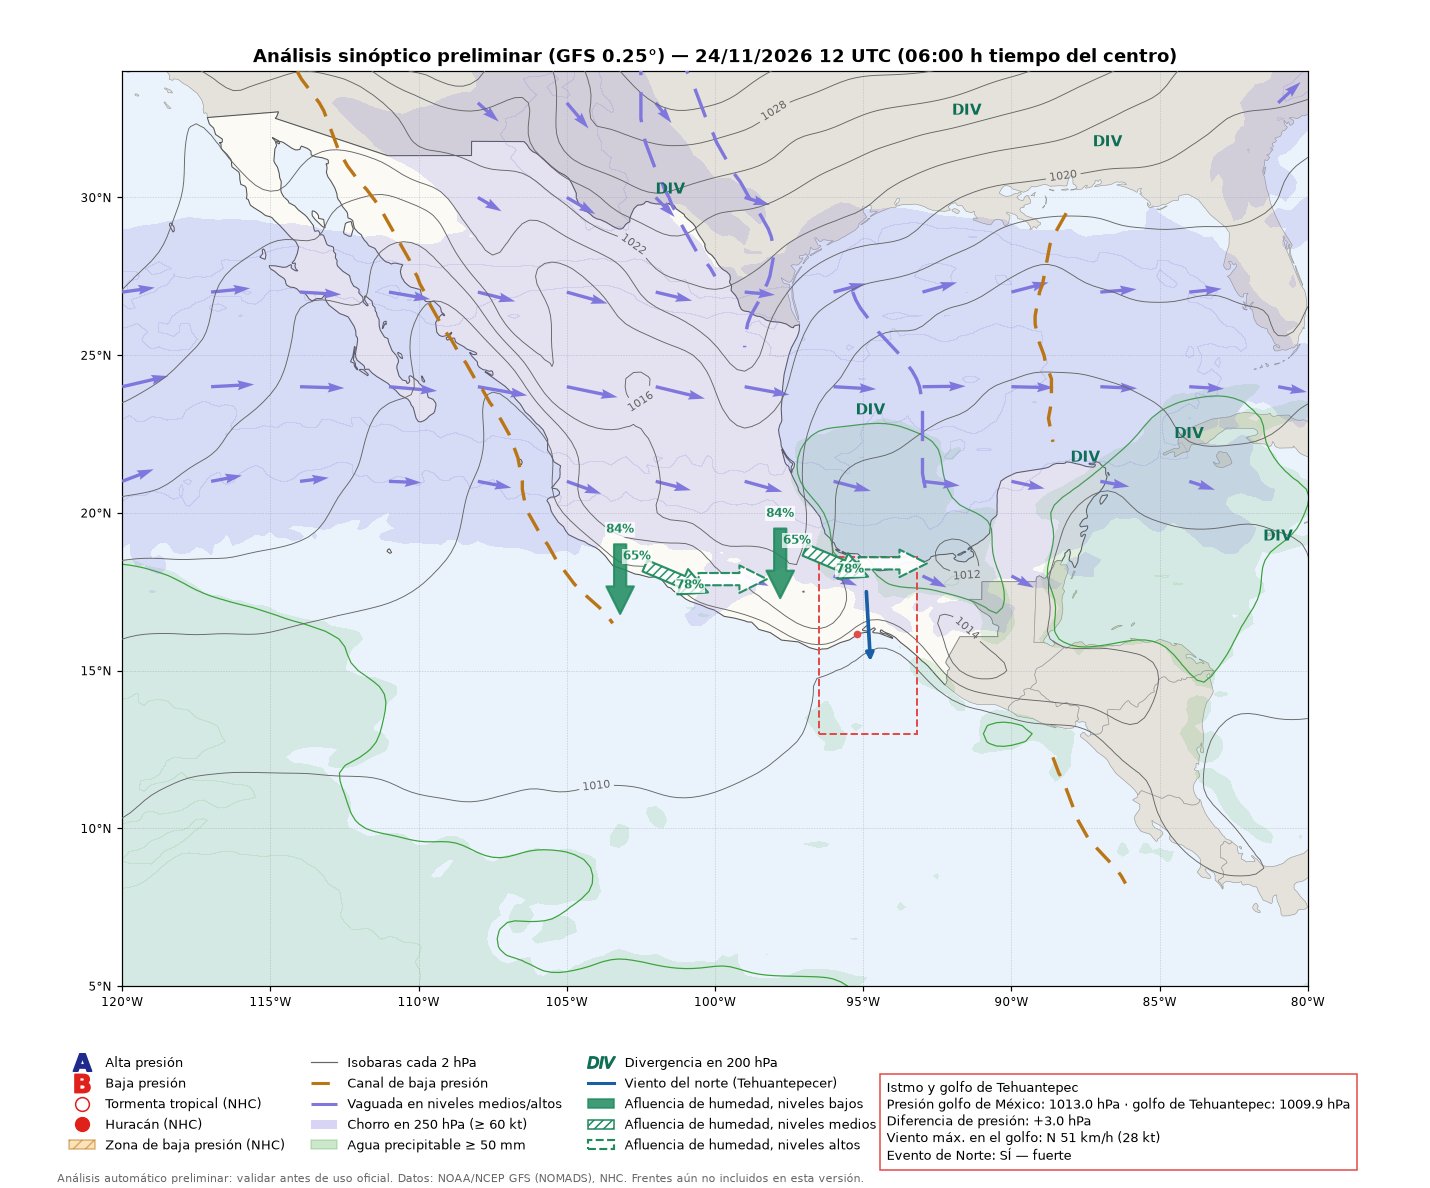 Análisis sinóptico preliminar (GFS 0.25°) — 24/11/2026 12 UTC (06:00 h tiempo del centro)
1028
DIV
DIV
1020
DIV
30°N
1022
25°N
1016
DIV
DIV
DIV
20°N
84%
84%
DIV
65%
65%
78%
78%
1012
1014
15°N
1010
10°N
5°N
120°W
115°W
110°W
105°W
100°W
95°W
90°W
85°W
80°W
A Alta presión
B Baja presión
Tormenta tropical (NHC)
Huracán (NHC)
Zona de baja presión (NHC)
Isobaras cada 2 hPa
Canal de baja presión
Vaguada en niveles medios/altos
Chorro en 250 hPa (≥ 60 kt)
Agua precipitable ≥ 50 mm
DIV Divergencia en 200 hPa
Viento del norte (Tehuantepecer)
Afluencia de humedad, niveles bajos
Afluencia de humedad, niveles medios
Afluencia de humedad, niveles altos
Istmo y golfo de Tehuantepec
Presión golfo de México: 1013.0 hPa · golfo de Tehuantepec: 1009.9 hPa
Diferencia de presión: +3.0 hPa
Viento máx. en el golfo: N 51 km/h (28 kt)
Evento de Norte: SÍ — fuerte
Análisis automático preliminar: validar antes de uso oficial. Datos: NOAA/NCEP GFS (NOMADS), NHC. Frentes aún no incluidos en esta versión.